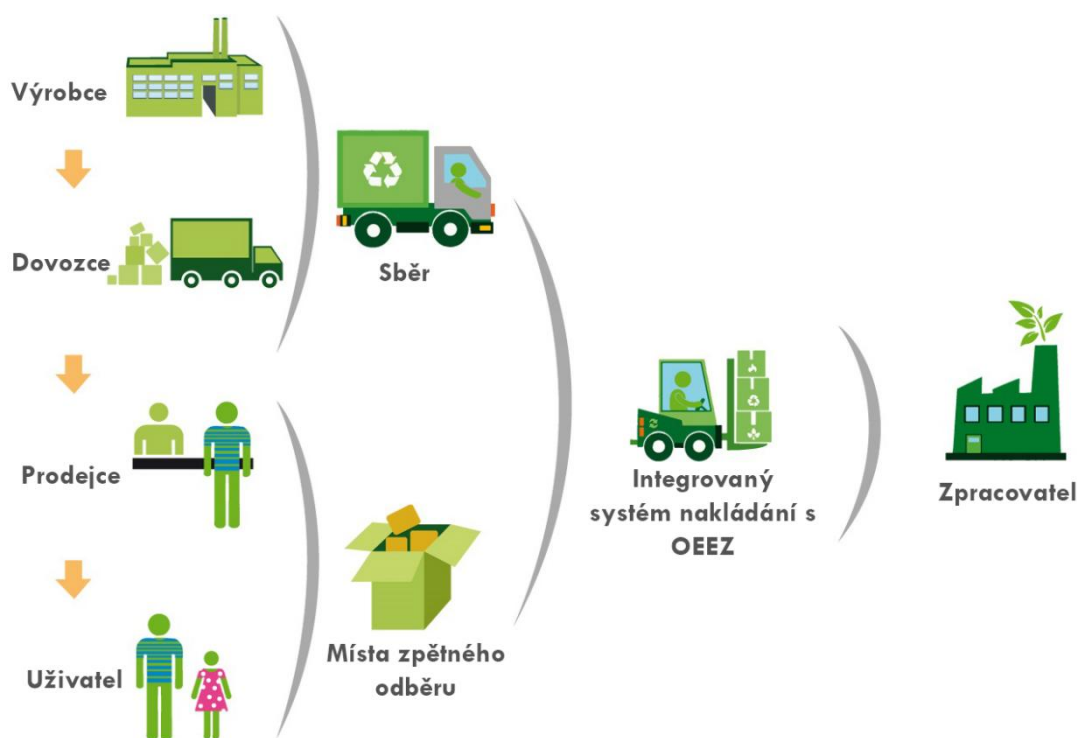 Výrobce
Dovozce
Prodejce
Uživatel
Sběr
Místa zpětného
odběru
Integrovaný
systém nakládání s
OEEZ
Zpracovatel